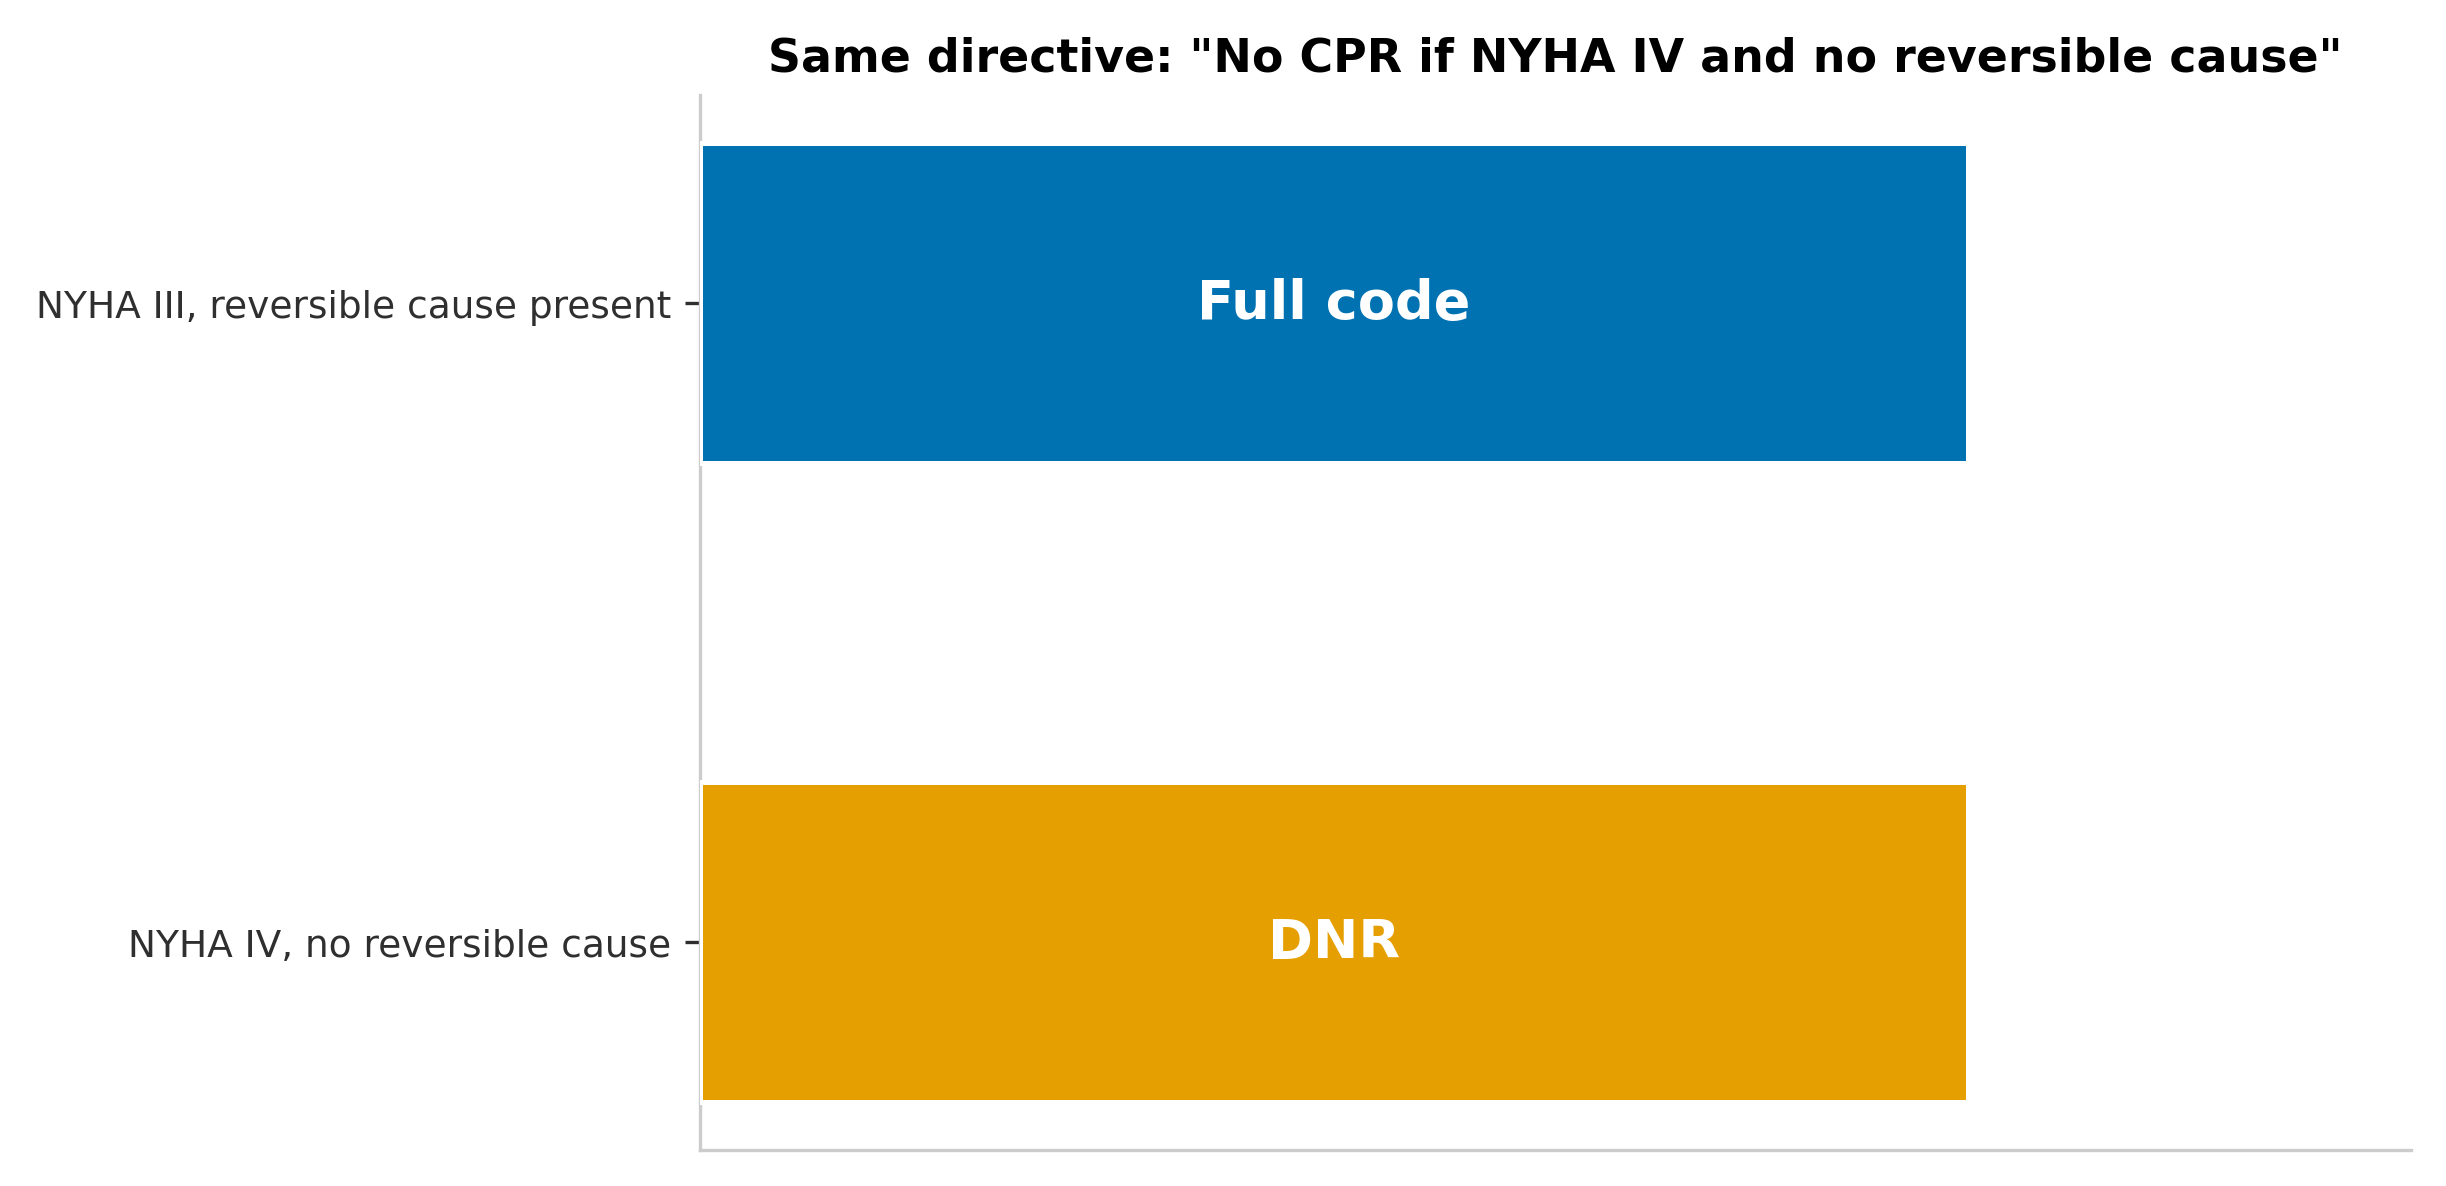 Same directive: "No CPR if NYHA IV and no reversible cause"
NYHA III, reversible cause present
Full code
NYHA IV, no reversible cause
DNR